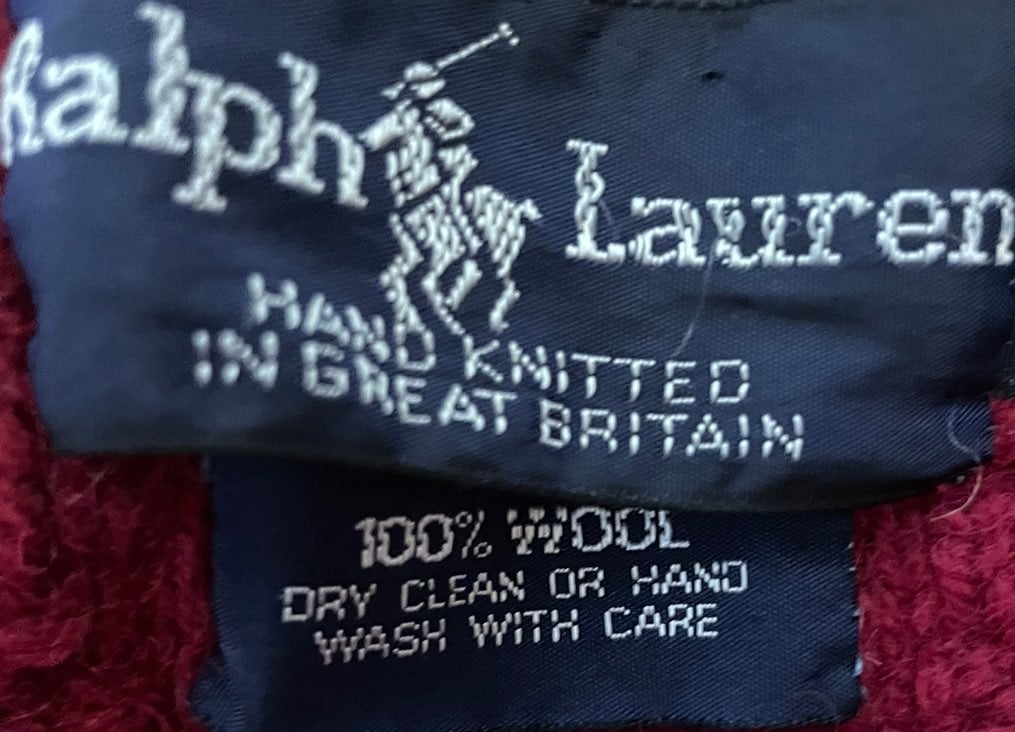 Ralph Lauren
HAND KNITTED
IN GREAT BRITAIN
100% WOOL
DRY CLEAN OR HAND
WASH WITH CARE